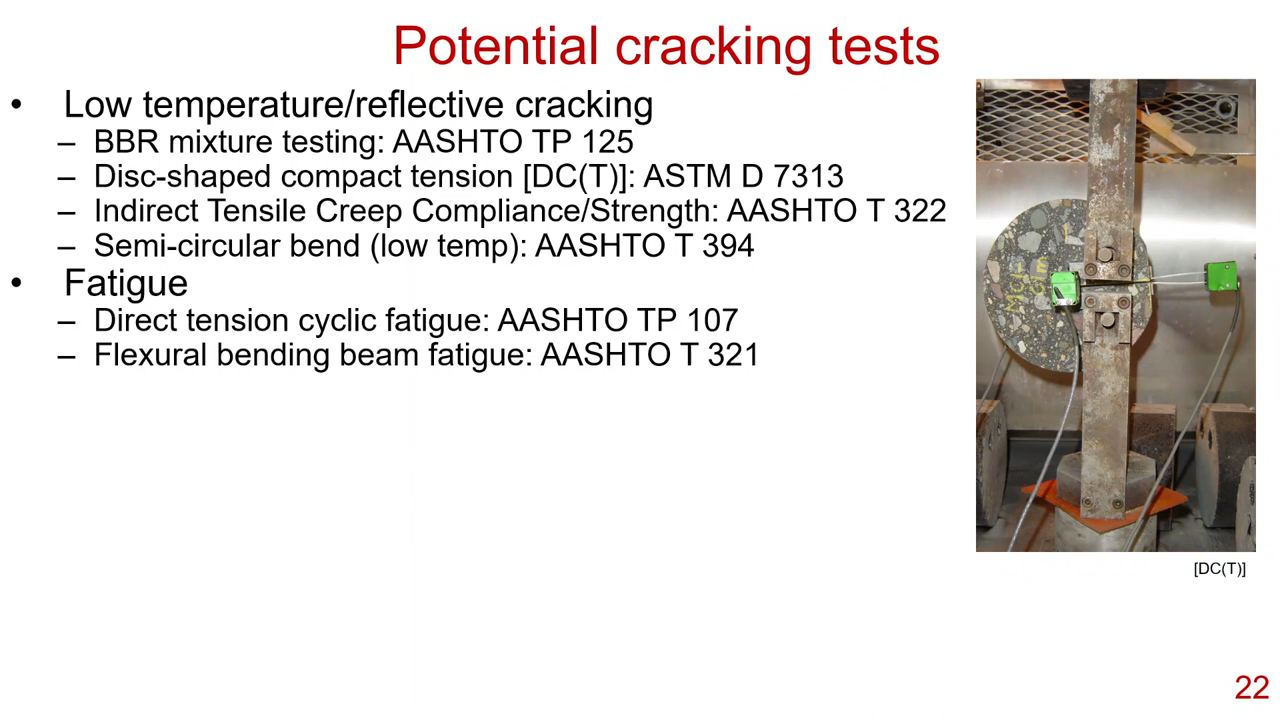 Potential cracking tests
• Low temperature/reflective cracking
– BBR mixture testing: AASHTO TP 125
– Disc-shaped compact tension [DC(T)]: ASTM D 7313
– Indirect Tensile Creep Compliance/Strength: AASHTO T 322
– Semi-circular bend (low temp): AASHTO T 394
• Fatigue
– Direct tension cyclic fatigue: AASHTO TP 107
– Flexural bending beam fatigue: AASHTO T 321
[DC(T)]
22